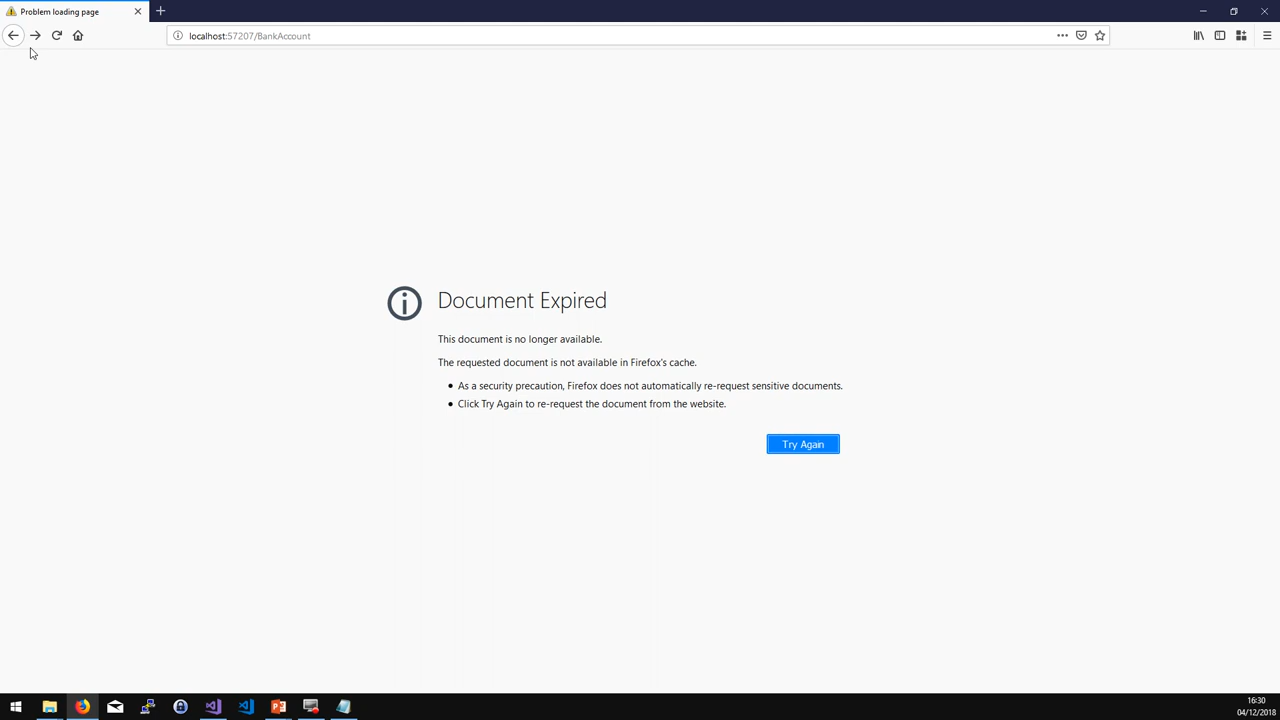 Problem loading page
localhost:57207/BankAccount
Document Expired
This document is no longer available.
The requested document is not available in Firefox's cache.
As a security precaution, Firefox does not automatically re-request sensitive documents.
Click Try Again to re-request the document from the website.
Try Again
16:30
04/12/2018